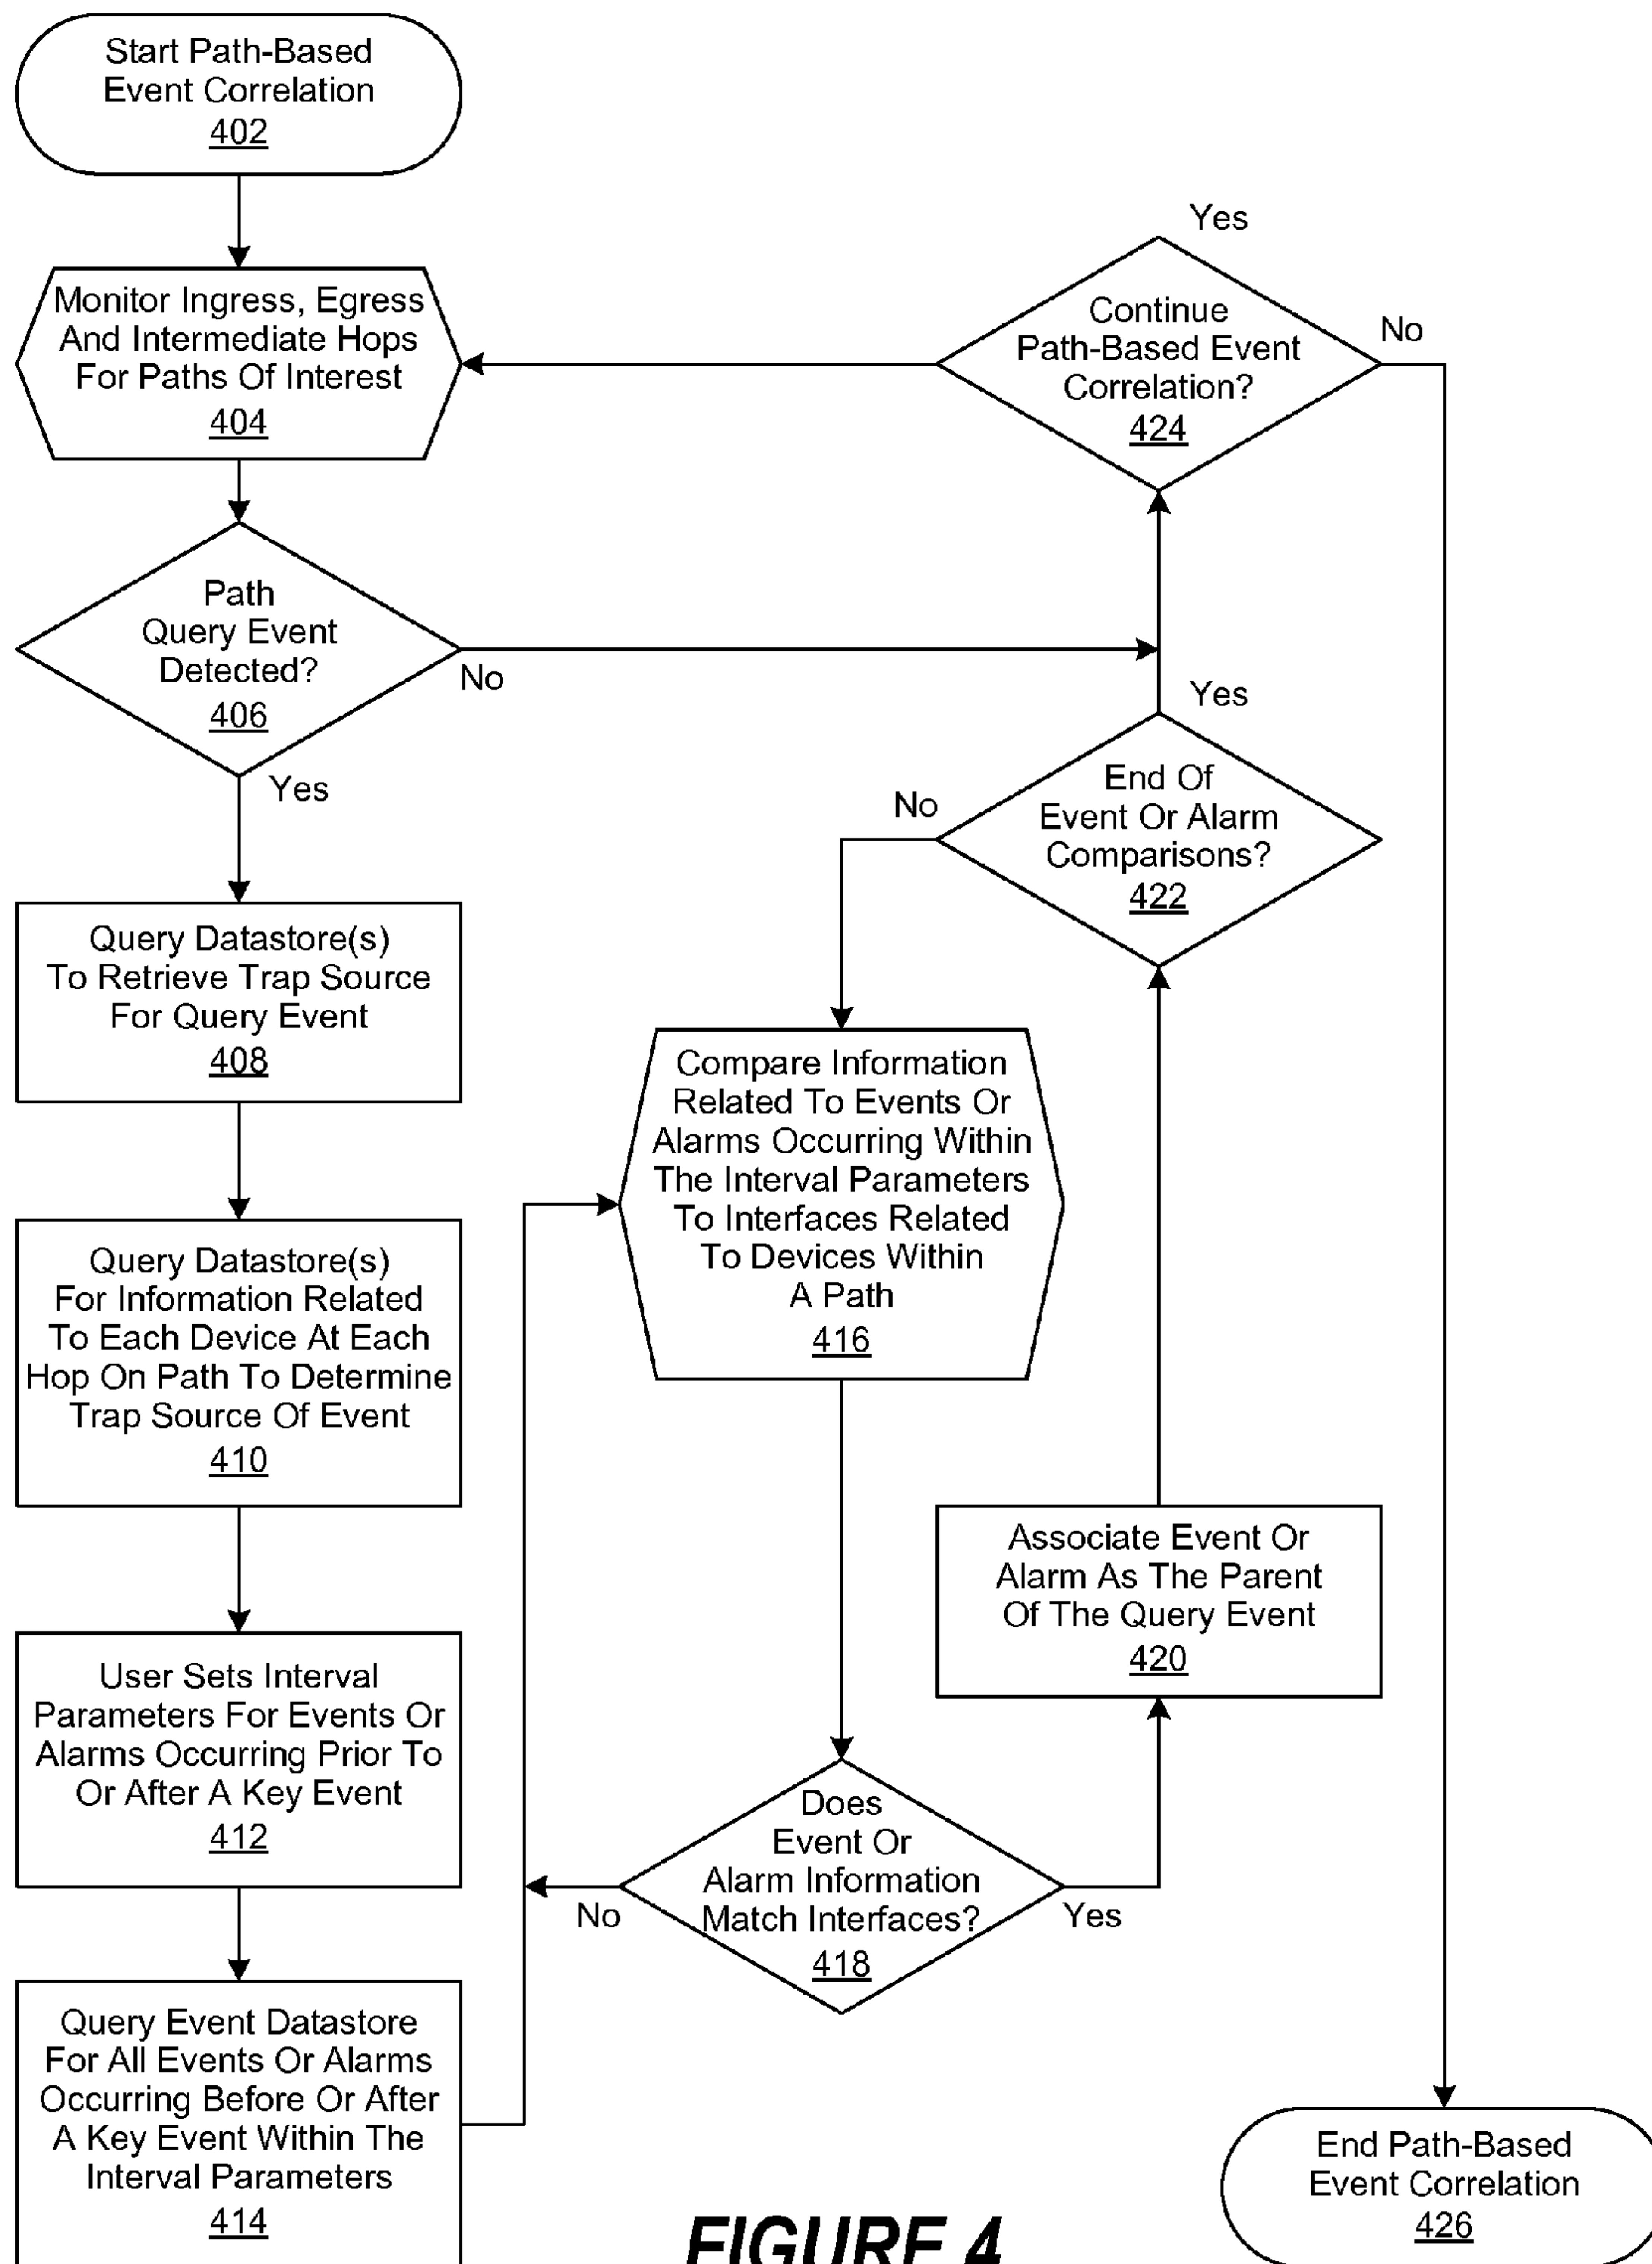 Start Path-Based
Event Correlation
402
Monitor Ingress, Egress
And Intermediate Hops
For Paths Of Interest
404
Path
Query Event
Detected?
406
No
Yes
Query Datastore(s)
To Retrieve Trap Source
For Query Event
408
Query Datastore(s)
For Information Related
To Each Device At Each
Hop On Path To Determine
Trap Source Of Event
410
User Sets Interval
Parameters For Events Or
Alarms Occurring Prior To
Or After A Key Event
412
Query Event Datastore
For All Events Or Alarms
Occurring Before Or After
A Key Event Within The
Interval Parameters
414
Compare Information
Related To Events Or
Alarms Occurring Within
The Interval Parameters
To Interfaces Related
To Devices Within
A Path
416
Does
Event Or
Alarm Information
Match Interfaces?
418
No
Yes
Associate Event Or
Alarm As The Parent
Of The Query Event
420
End Of
Event Or Alarm
Comparisons?
422
No
Yes
Continue
Path-Based Event
Correlation?
424
Yes
No
End Path-Based
Event Correlation
426
FIGURE 4